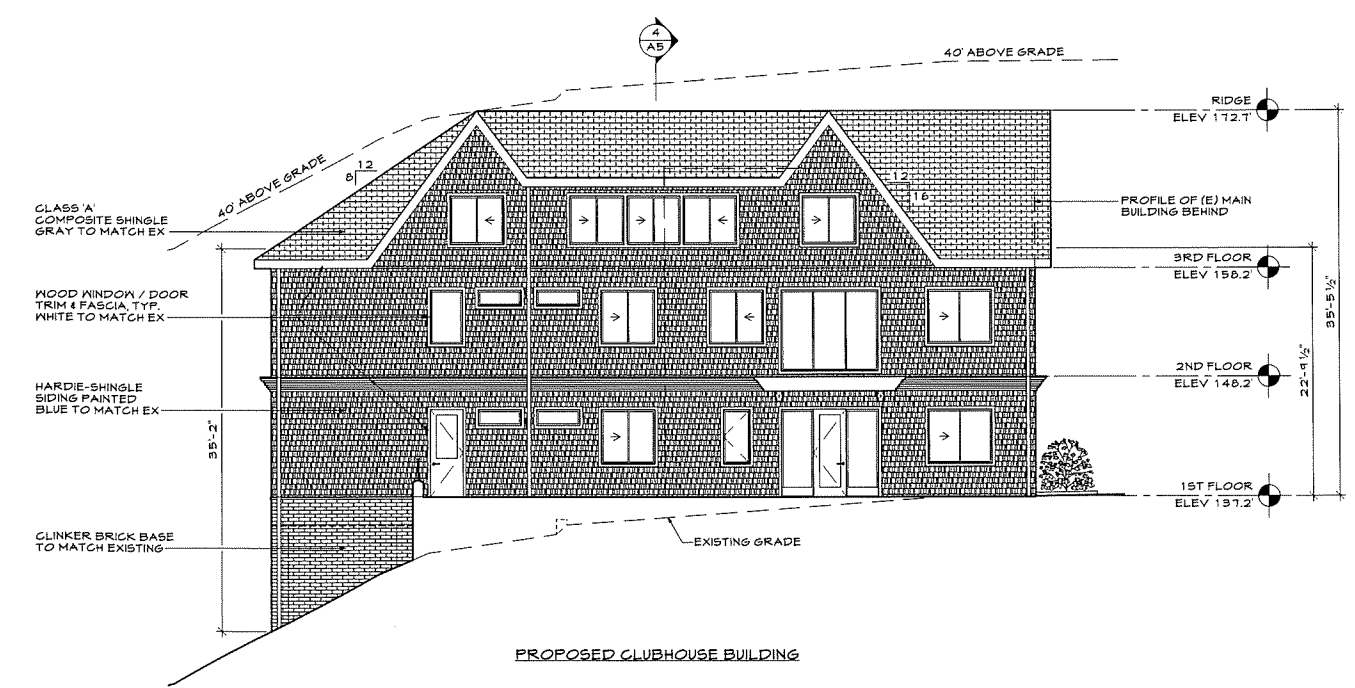 4
A5
40' ABOVE GRADE
RIDGE
ELEV 172.7'
12
8
40' ABOVE GRADE
12
16
CLASS 'A'
COMPOSITE SHINGLE
GRAY TO MATCH EX
PROFILE OF (E) MAIN
BUILDING BEHIND
3RD FLOOR
ELEV 158.2'
WOOD WINDOW / DOOR
TRIM & FASCIA, TYP.
WHITE TO MATCH EX
35'-5 1/2"
22'-9 1/2"
2ND FLOOR
ELEV 148.2'
HARDIE-SHINGLE
SIDING PAINTED
BLUE TO MATCH EX
35'-2"
1ST FLOOR
ELEV 137.2'
CLINKER BRICK BASE
TO MATCH EXISTING
EXISTING GRADE
PROPOSED CLUBHOUSE BUILDING